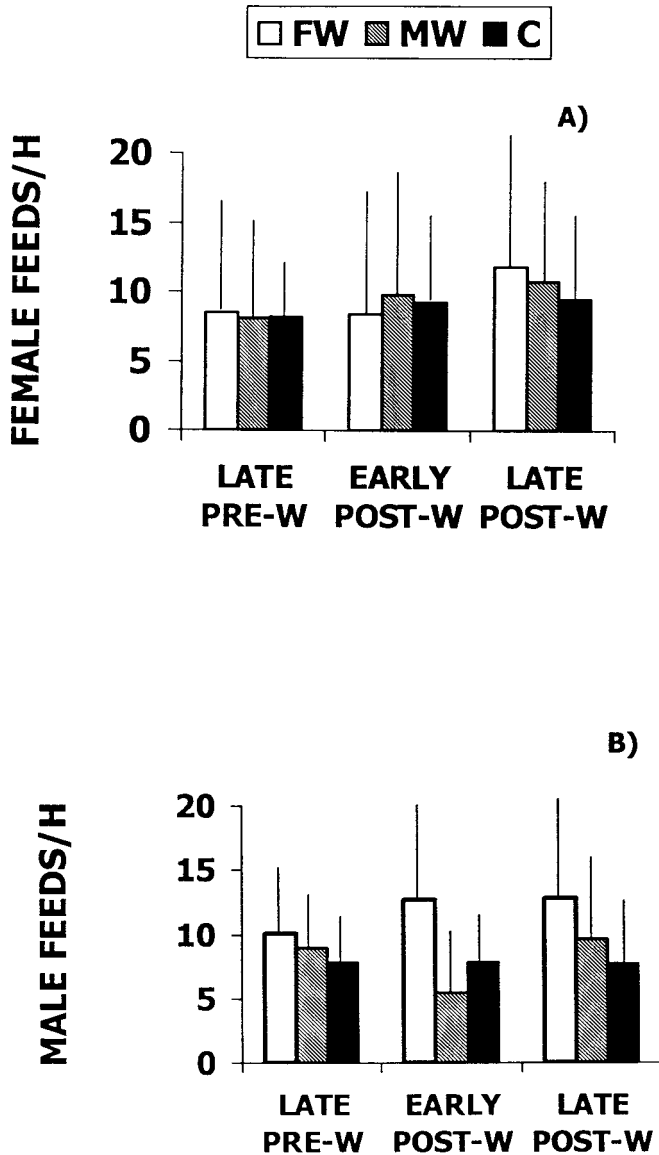 FW MW C
A)
FEMALE FEEDS/H
20
15
10
5
0
LATE EARLY LATE
PRE-W POST-W POST-W
B)
MALE FEEDS/H
20
15
10
5
0
LATE EARLY LATE
PRE-W POST-W POST-W